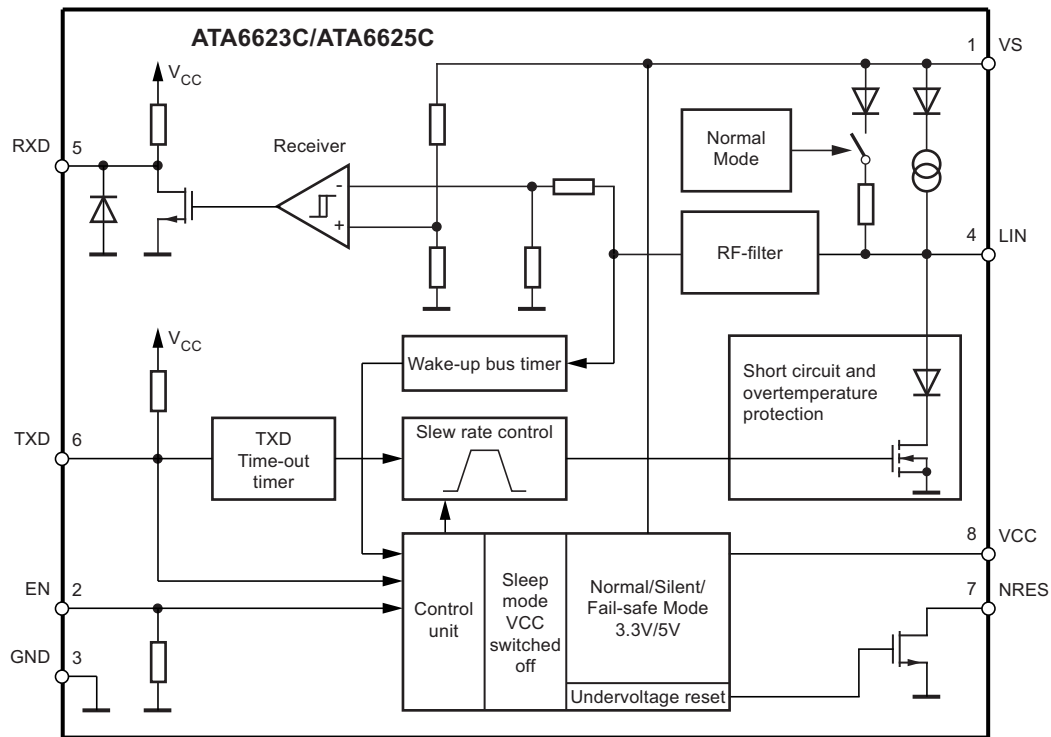 ATA6623C/ATA6625C
1 VS
VCC
RXD 5
Receiver
-
+
Normal
Mode
RF-filter
4 LIN
VCC
Wake-up bus timer
Short circuit and
overtemperature
protection
TXD 6
TXD
Time-out
timer
Slew rate control
8 VCC
EN 2
7 NRES
Control
unit
Sleep
mode
VCC
switched
off
Normal/Silent/
Fail-safe Mode
3.3V/5V
GND 3
Undervoltage reset